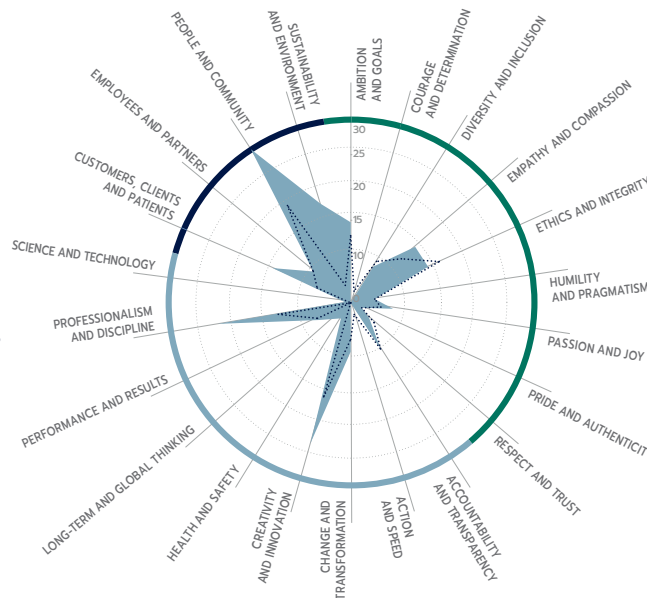 AMBITION
AND GOALS
COURAGE
AND DETERMINATION
DIVERSITY AND INCLUSION
EMPATHY AND COMPASSION
ETHICS AND INTEGRITY
HUMILITY
AND PRAGMATISM
PASSION AND JOY
PRIDE AND AUTHENTICIT
RESPECT AND TRUST
ACCOUNTABILITY
AND TRANSPARENCY
ACTION
AND SPEED
CHANGE AND
TRANSFORMATION
CREATIVITY
AND INNOVATION
HEALTH AND SAFETY
LONG-TERM AND GLOBAL THINKING
PERFORMANCE AND RESULTS
PROFESSIONALISM
AND DISCIPLINE
SCIENCE AND TECHNOLOGY
CUSTOMERS, CLIENTS
AND PATIENTS
EMPLOYEES AND PARTNERS
PEOPLE AND COMMUNITY
SUSTAINABILITY
AND ENVIRONMENT
30
25
20
15
10